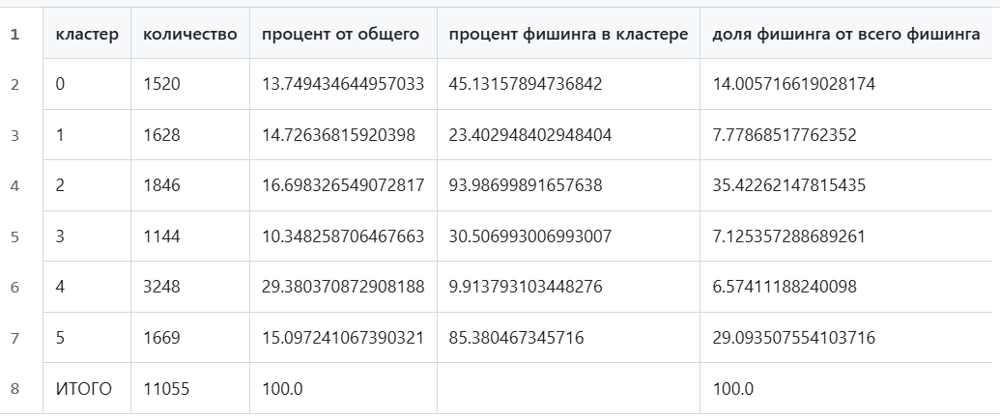 1 кластер количество процент от общего процент фишинга в кластере доля фишинга от всего фишинга
2 0 1520 13.749434644957033 45.13157894736842 14.005716619028174
3 1 1628 14.72636815920398 23.402948402948404 7.77868517762352
4 2 1846 16.698326549072817 93.98699891657638 35.42262147815435
5 3 1144 10.348258706467663 30.506993006993007 7.125357288689261
6 4 3248 29.380370872908188 9.913793103448276 6.57411188240098
7 5 1669 15.097241067390321 85.380467345716 29.093507554103716
8 ИТОГО 11055 100.0 100.0